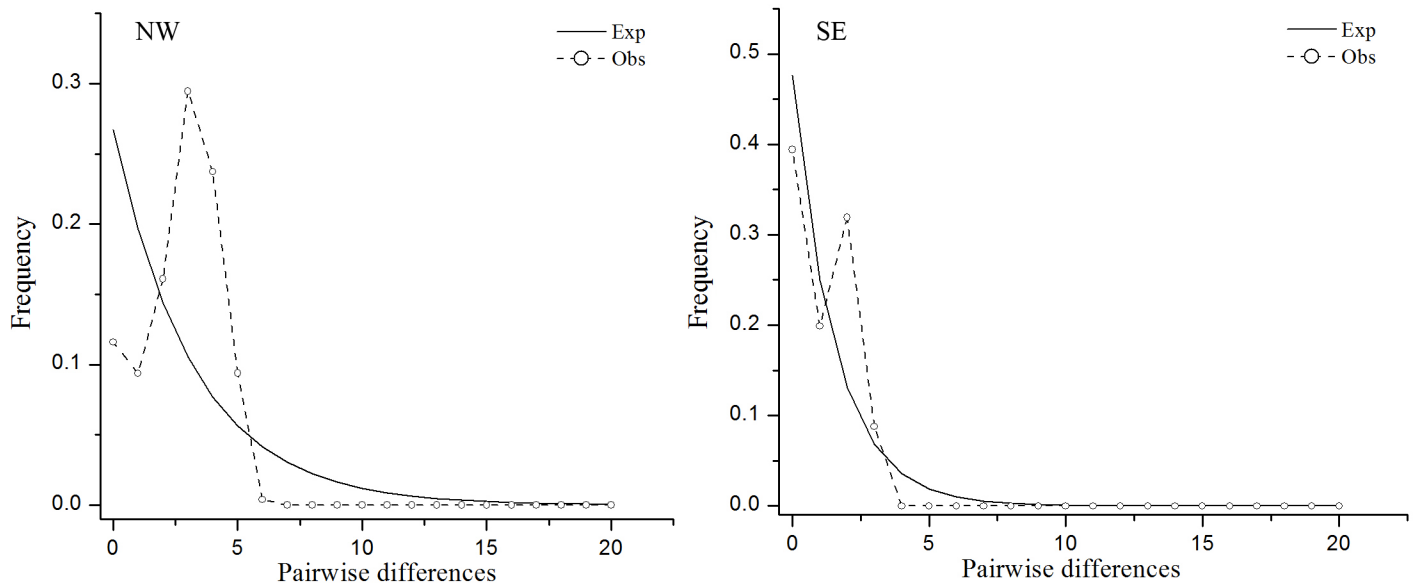 NW
Exp
Obs
0.3
0.2
0.1
0.0
Frequency
0 5 10 15 20
Pairwise differences
SE
Exp
Obs
0.5
0.4
0.3
0.2
0.1
0.0
Frequency
0 5 10 15 20
Pairwise differences